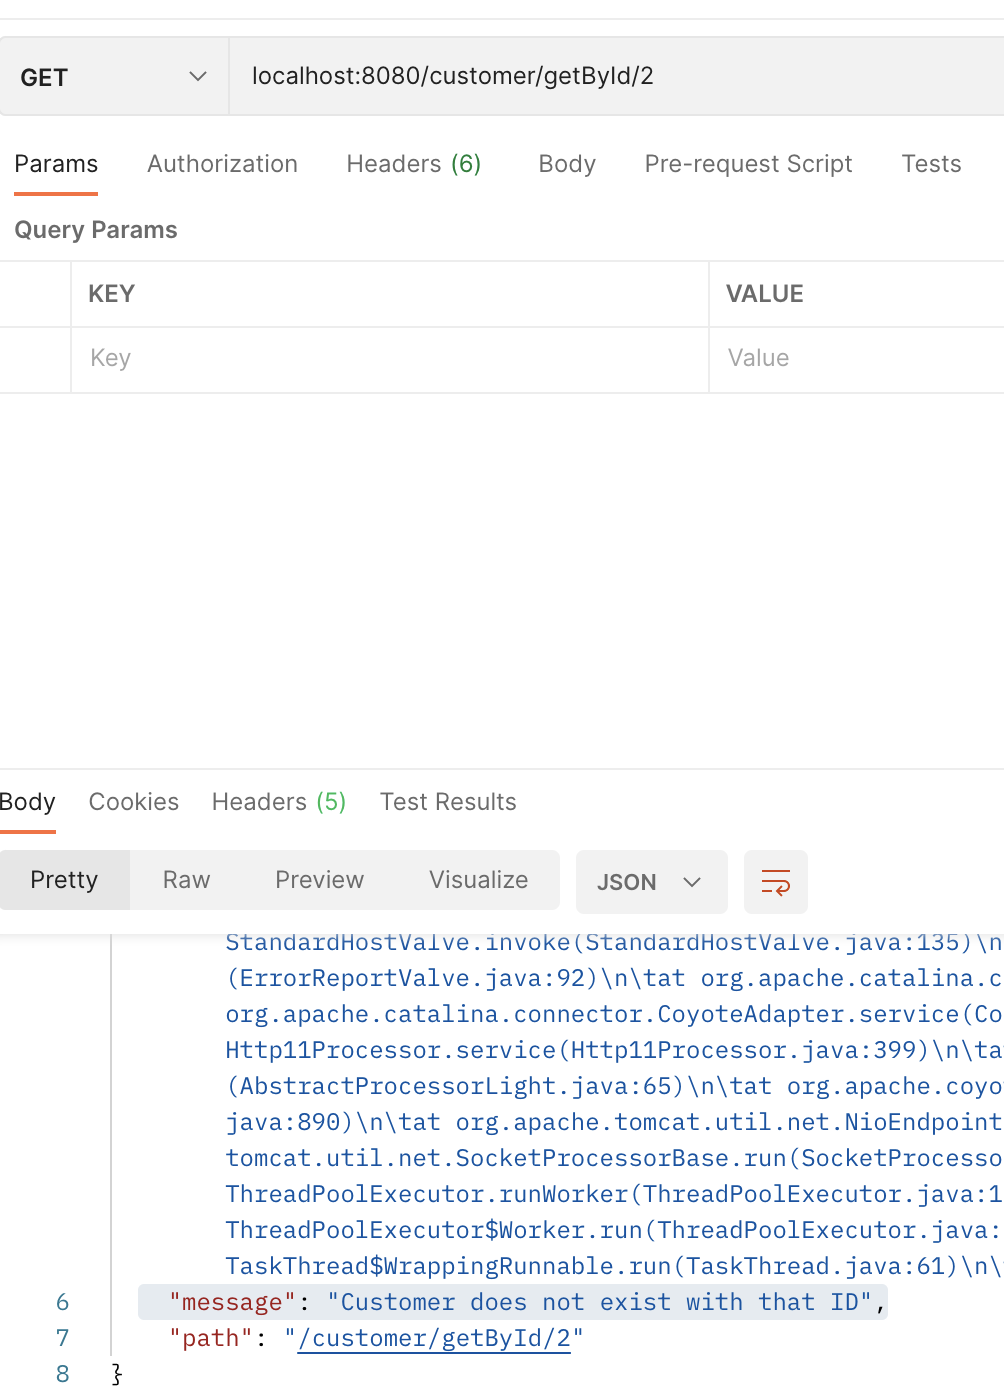 GET localhost:8080/customer/getById/2
Params Authorization Headers (6) Body Pre-request Script Tests
Query Params
KEY VALUE
Key Value
Body Cookies Headers (5) Test Results
Pretty Raw Preview Visualize JSON
StandardHostValve.invoke(StandardHostValve.java:135)\n
(ErrorReportValve.java:92)\n\tat org.apache.catalina.c
org.apache.catalina.connector.CoyoteAdapter.service(Co
Http11Processor.service(Http11Processor.java:399)\n\ta
(AbstractProcessorLight.java:65)\n\tat org.apache.coyo
java:890)\n\tat org.apache.tomcat.util.net.NioEndpoint
tomcat.util.net.SocketProcessorBase.run(SocketProcesso
ThreadPoolExecutor.runWorker(ThreadPoolExecutor.java:1
ThreadPoolExecutor$Worker.run(ThreadPoolExecutor.java:
TaskThread$WrappingRunnable.run(TaskThread.java:61)\n\
6 "message": "Customer does not exist with that ID",
7 "path": "/customer/getById/2"
8 }